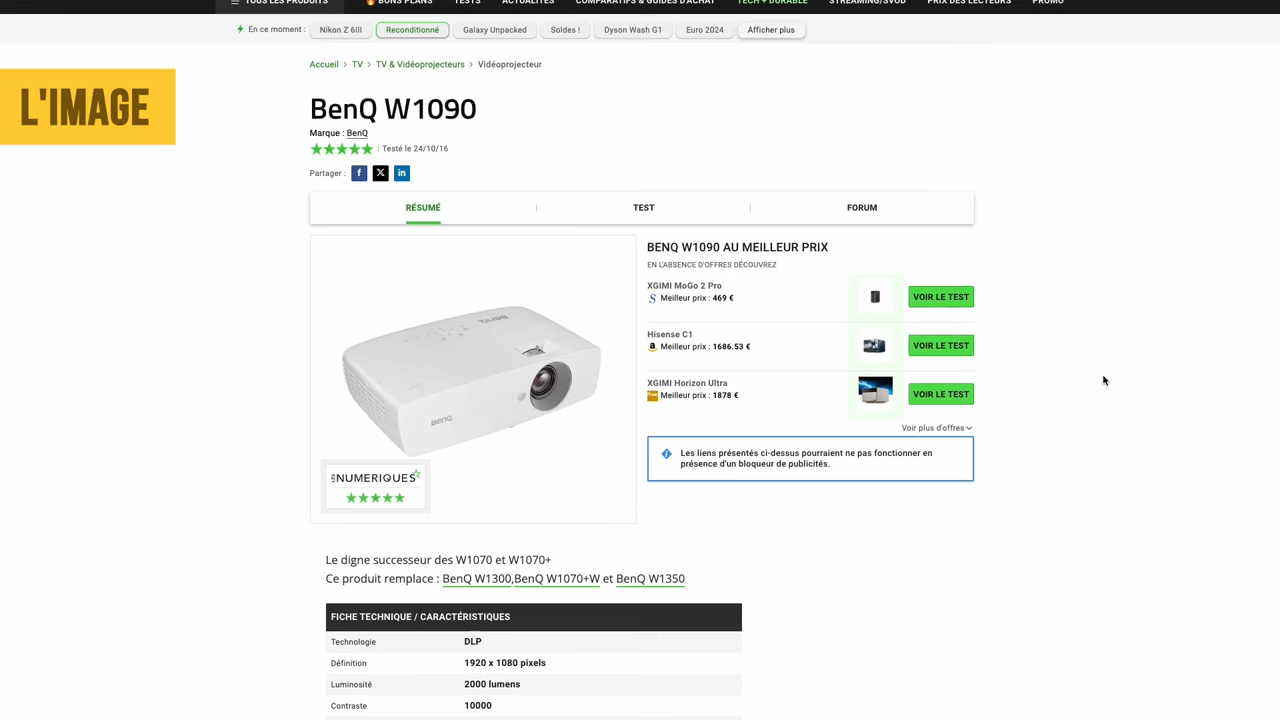 TOUS LES PRODUITS
BONS PLANS
TESTS
ACTUALITÉS
COMPARATIFS & GUIDES D'ACHAT
TECH + DURABLE
STREAMING/SVOD
PRIX DES LECTEURS
PROMO
En ce moment :
Nikon Z 6III
Reconditionné
Galaxy Unpacked
Soldes !
Dyson Wash G1
Euro 2024
Afficher plus
Accueil > TV > TV & Vidéoprojecteurs > Vidéoprojecteur
L'IMAGE
BenQ W1090
Marque : BenQ
Testé le 24/10/16
Partager :
RÉSUMÉ
TEST
FORUM
BENQ W1090 AU MEILLEUR PRIX
EN L'ABSENCE D'OFFRES DÉCOUVREZ
XGIMI MoGo 2 Pro
Meilleur prix : 469 €
VOIR LE TEST
Hisense C1
Meilleur prix : 1686.53 €
VOIR LE TEST
XGIMI Horizon Ultra
Meilleur prix : 1878 €
VOIR LE TEST
Voir plus d'offres
Les liens présentés ci-dessus pourraient ne pas fonctionner en
présence d'un bloqueur de publicités.
BenQ
BenQ
LES NUMERIQUES
Le digne successeur des W1070 et W1070+
Ce produit remplace : BenQ W1300,BenQ W1070+W et BenQ W1350
FICHE TECHNIQUE / CARACTÉRISTIQUES
Technologie DLP
Définition 1920 x 1080 pixels
Luminosité 2000 lumens
Contraste 10000